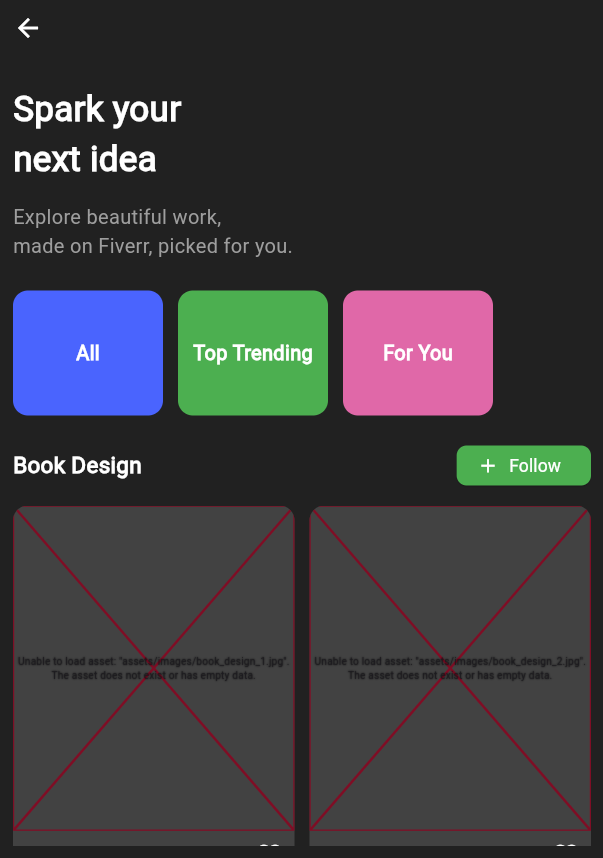 Spark your
next idea
Explore beautiful work,
made on Fiverr, picked for you.
All
Top Trending
For You
Book Design
+ Follow
Unable to load asset: "assets/images/book_design_1.jpg".
The asset does not exist or has empty data.
Unable to load asset: "assets/images/book_design_2.jpg".
The asset does not exist or has empty data.